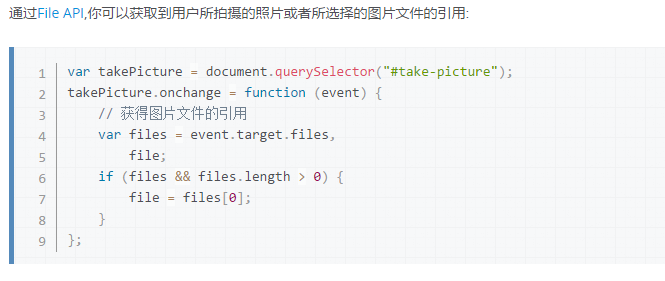 通过File API,你可以获取到用户所拍摄的照片或者所选择的图片文件的引用:
1 var takePicture = document.querySelector("#take-picture");
2 takePicture.onchange = function (event) {
3     // 获得图片文件的引用
4     var files = event.target.files,
5         file;
6     if (files && files.length > 0) {
7         file = files[0];
8     }
9 };